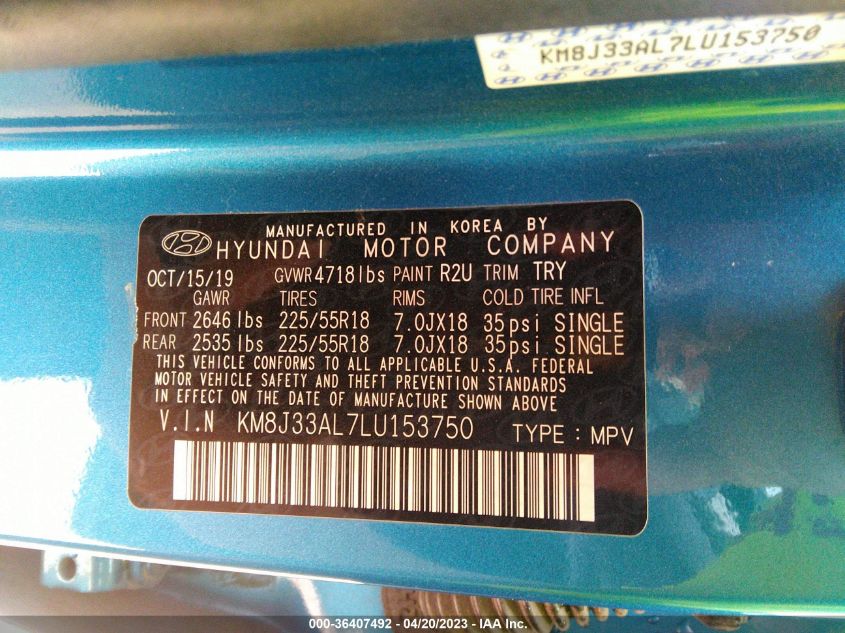 KM8J33AL7LU153750
MANUFACTURED IN KOREA BY
HYUNDAI MOTOR COMPANY
OCT/15/19 GVWR 4718lbs PAINT R2U TRIM TRY
GAWR TIRES RIMS COLD TIRE INFL
FRONT 2646lbs 225/55R18 7.0JX18 35psi SINGLE
REAR 2535lbs 225/55R18 7.0JX18 35psi SINGLE
THIS VEHICLE CONFORMS TO ALL APPLICABLE U.S.A. FEDERAL
MOTOR VEHICLE SAFETY AND THEFT PREVENTION STANDARDS
IN EFFECT ON THE DATE OF MANUFACTURE SHOWN ABOVE
V.I.N KM8J33AL7LU153750 TYPE : MPV
000-36407492 - 04/20/2023 - IAA Inc.